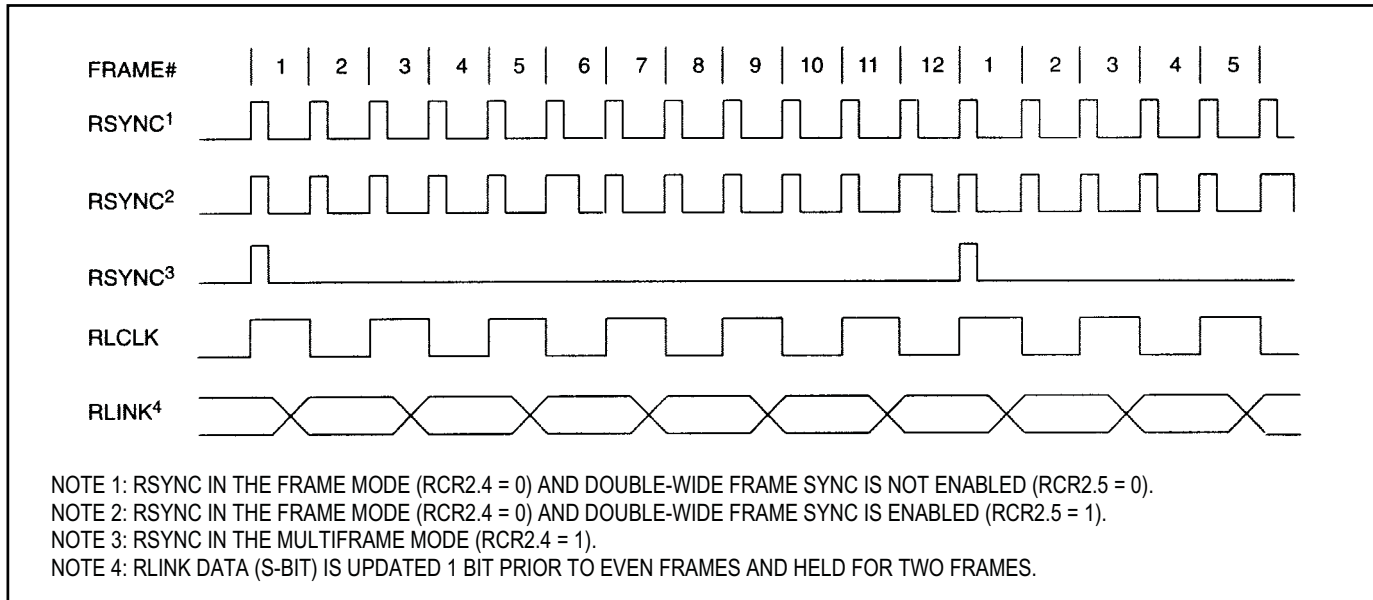 FRAME# 1 2 3 4 5 6 7 8 9 10 11 12 1 2 3 4 5
RSYNC1
RSYNC2
RSYNC3
RLCLK
RLINK4
NOTE 1: RSYNC IN THE FRAME MODE (RCR2.4 = 0) AND DOUBLE-WIDE FRAME SYNC IS NOT ENABLED (RCR2.5 = 0).
NOTE 2: RSYNC IN THE FRAME MODE (RCR2.4 = 0) AND DOUBLE-WIDE FRAME SYNC IS ENABLED (RCR2.5 = 1).
NOTE 3: RSYNC IN THE MULTIFRAME MODE (RCR2.4 = 1).
NOTE 4: RLINK DATA (S-BIT) IS UPDATED 1 BIT PRIOR TO EVEN FRAMES AND HELD FOR TWO FRAMES.